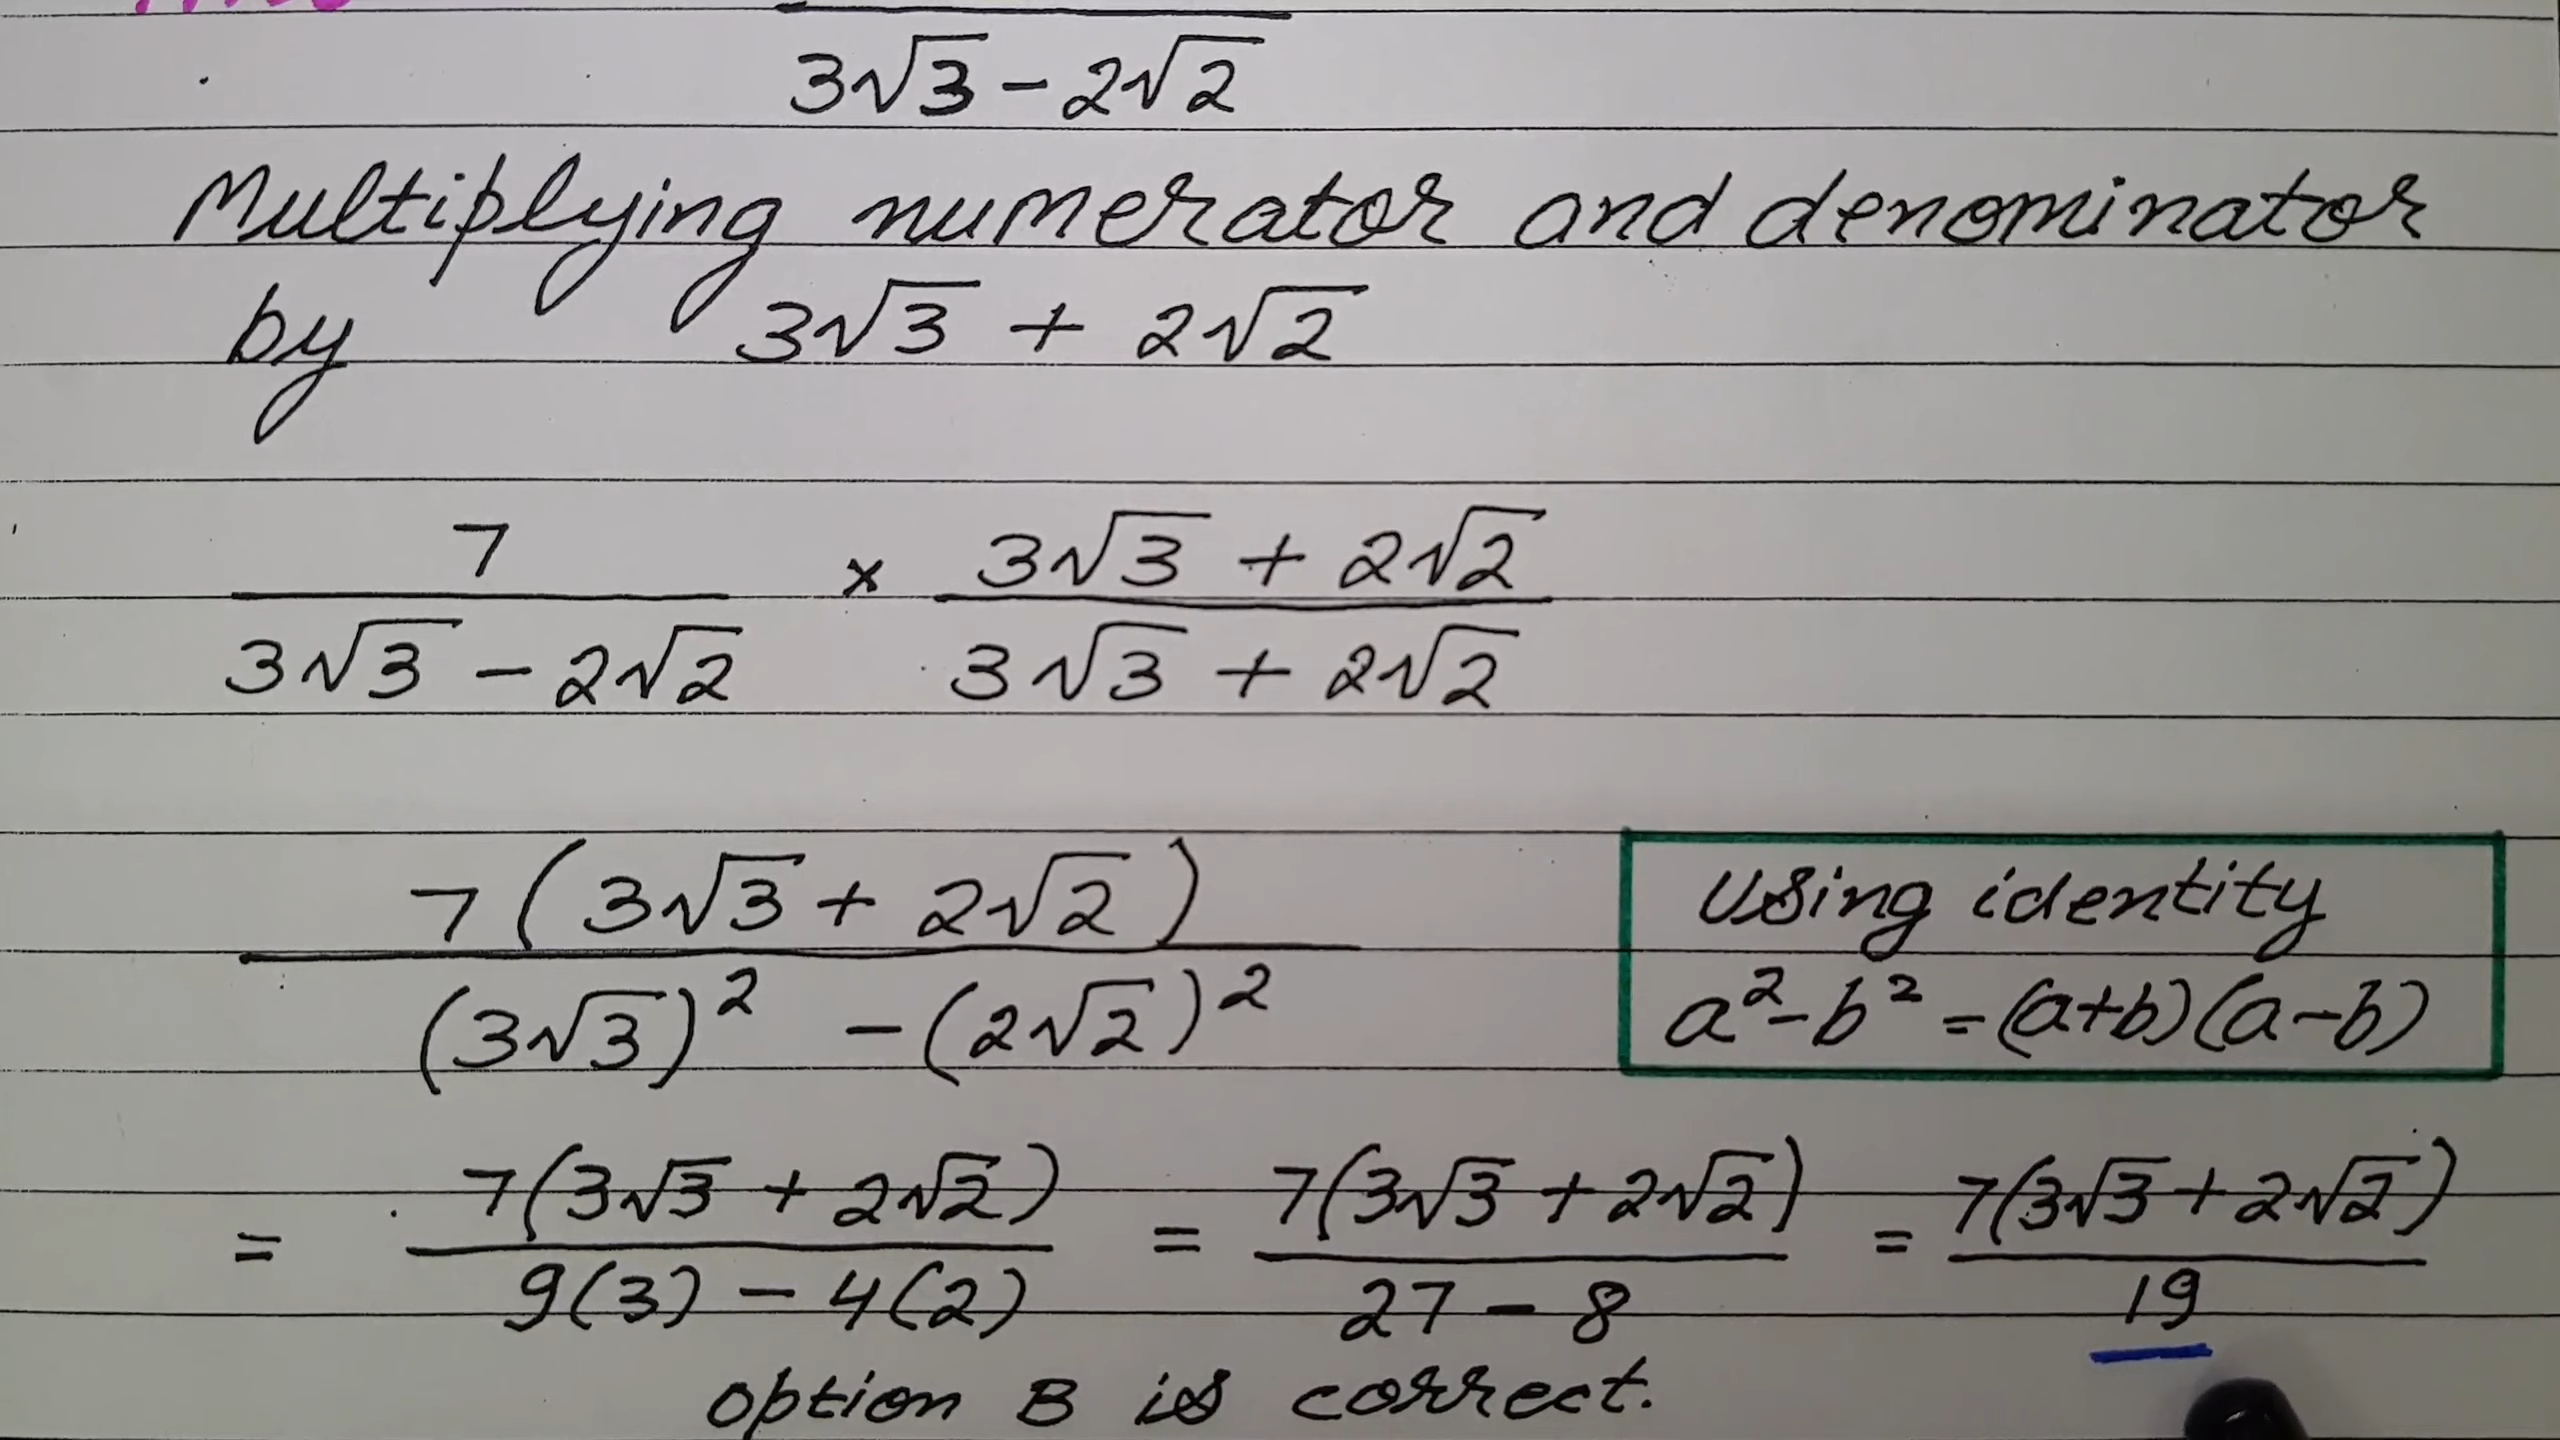 3√3 - 2√2
Multiplying numerator and denominator
by 3√3 + 2√2
7 / (3√3 - 2√2) × (3√3 + 2√2) / (3√3 + 2√2)
7(3√3 + 2√2) / ((3√3)² - (2√2)²)
Using identity
a² - b² = (a+b)(a-b)
= 7(3√3 + 2√2) / (9(3) - 4(2)) = 7(3√3 + 2√2) / (27 - 8) = 7(3√3 + 2√2) / 19
option B is correct.